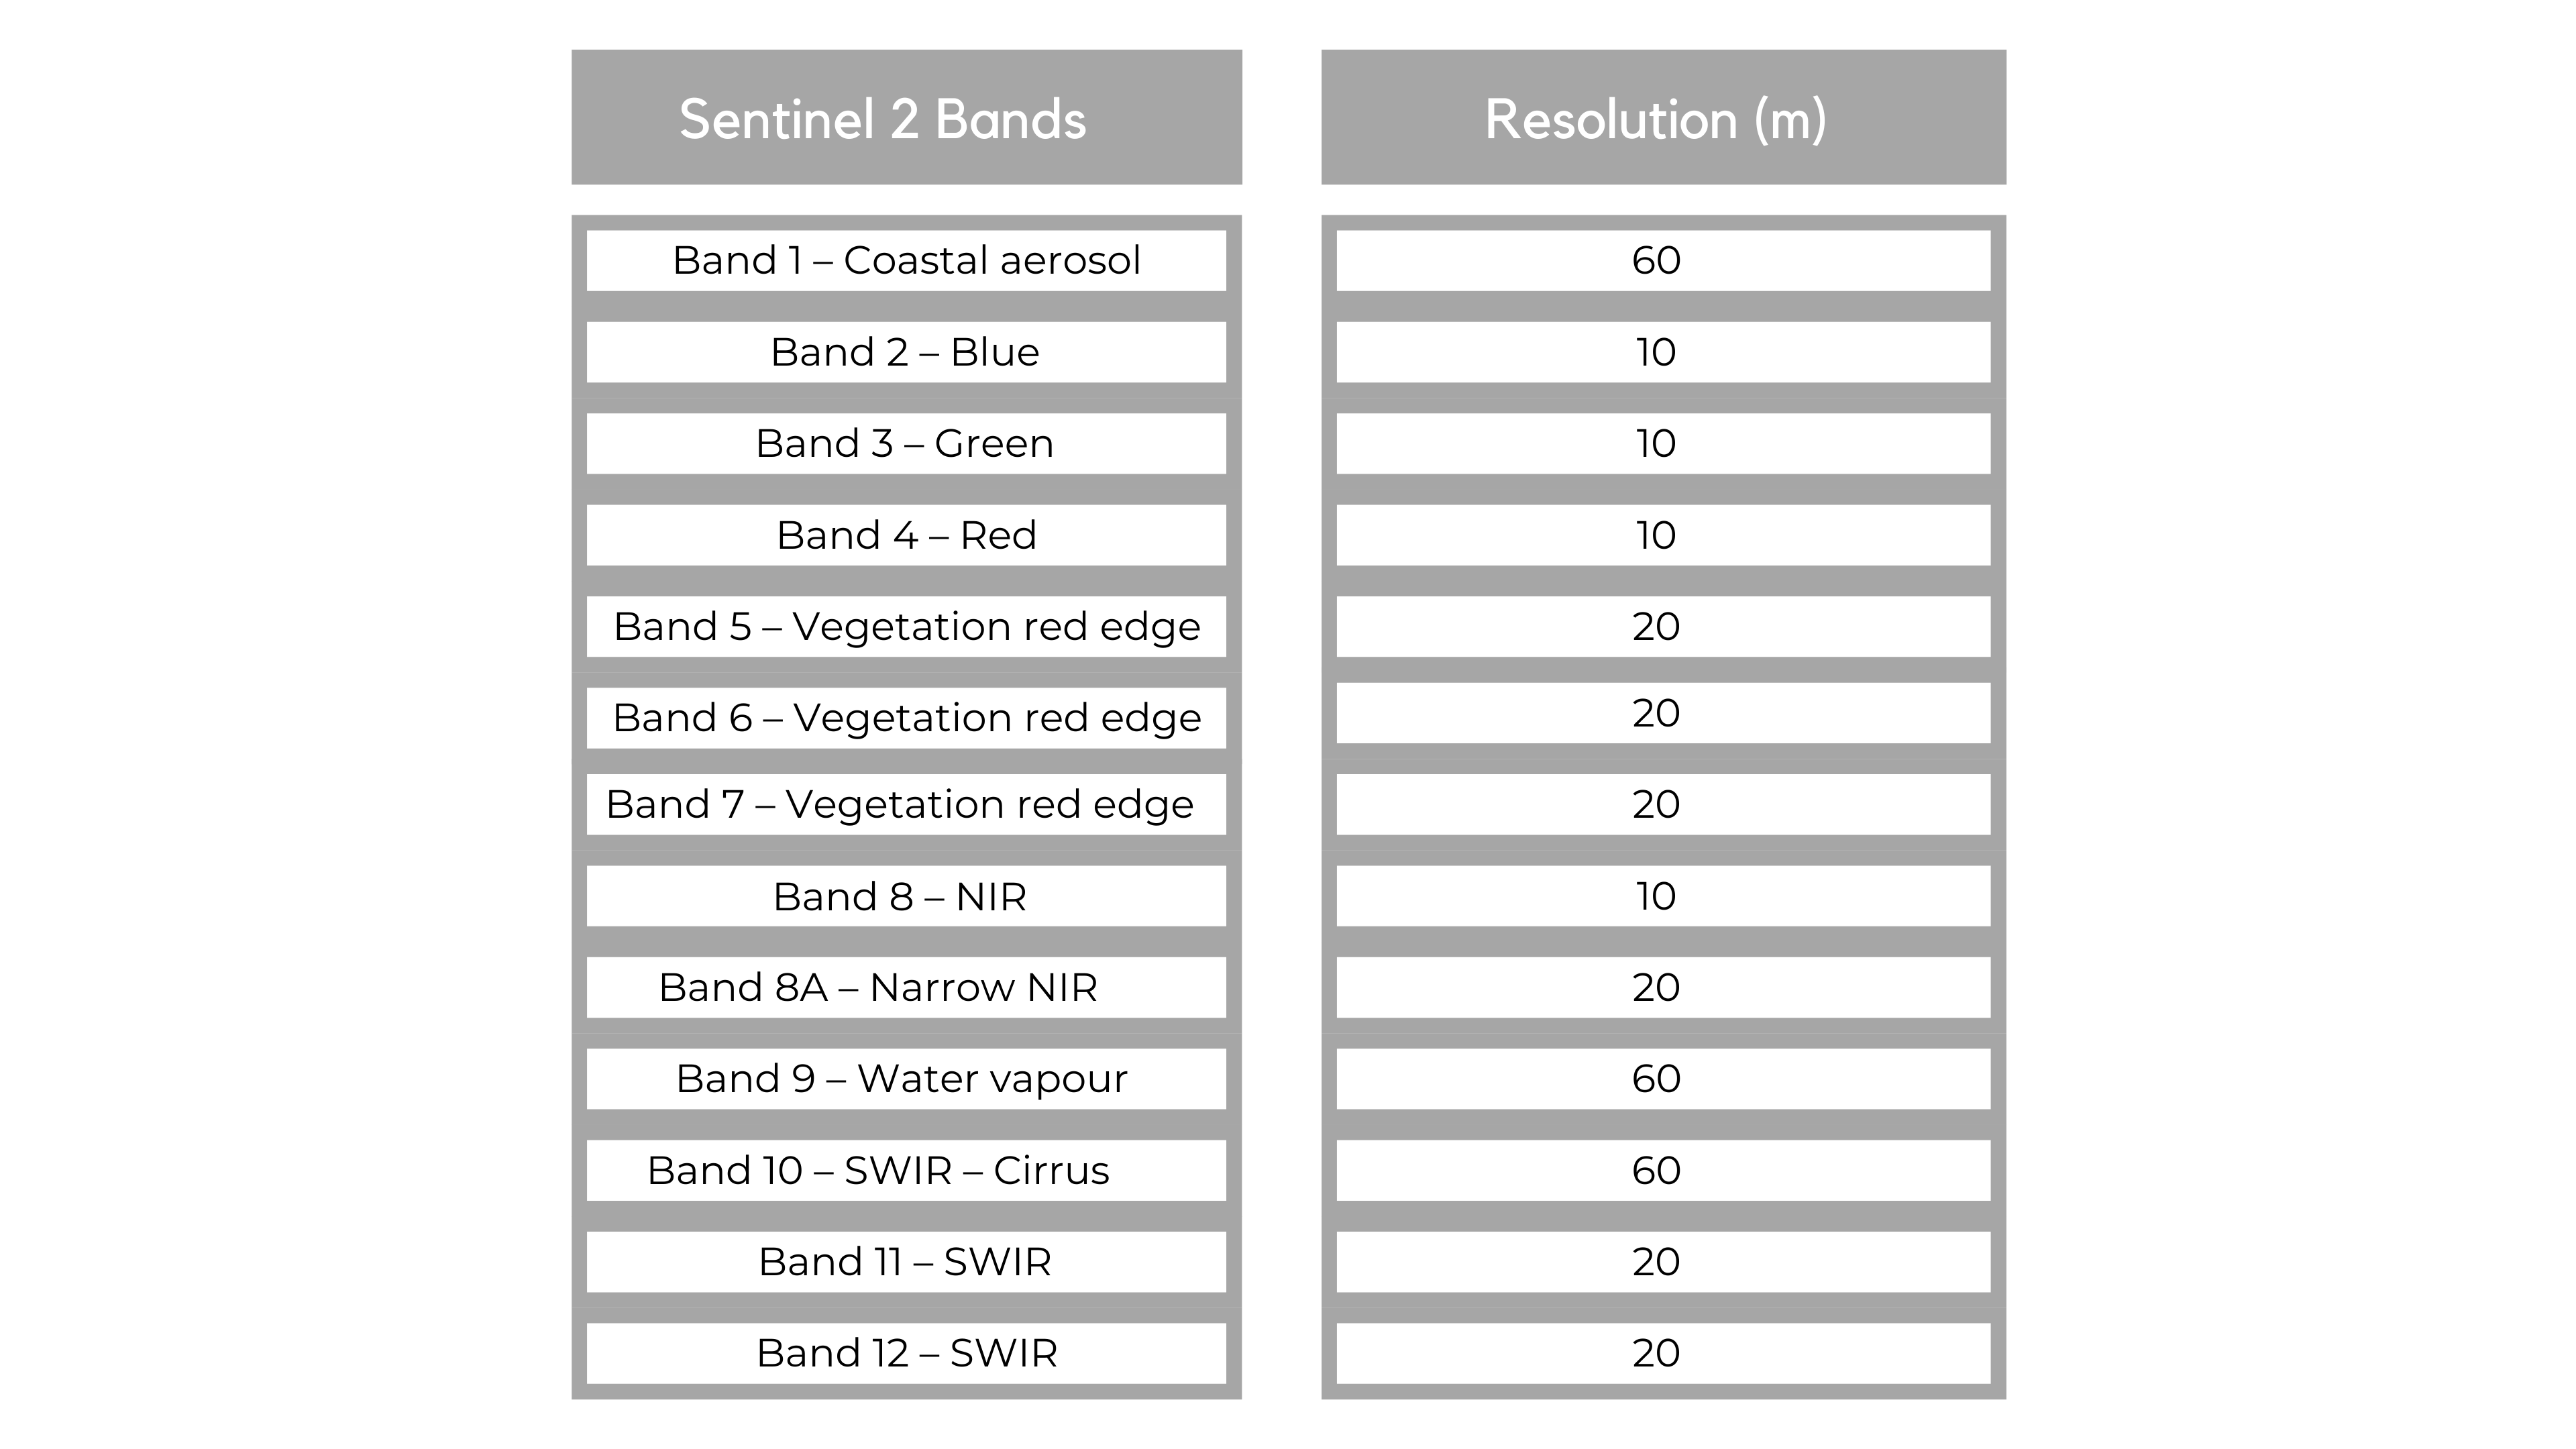 Sentinel 2 Bands Resolution (m)
Band 1 – Coastal aerosol 60
Band 2 – Blue 10
Band 3 – Green 10
Band 4 – Red 10
Band 5 – Vegetation red edge 20
Band 6 – Vegetation red edge 20
Band 7 – Vegetation red edge 20
Band 8 – NIR 10
Band 8A – Narrow NIR 20
Band 9 – Water vapour 60
Band 10 – SWIR – Cirrus 60
Band 11 – SWIR 20
Band 12 – SWIR 20